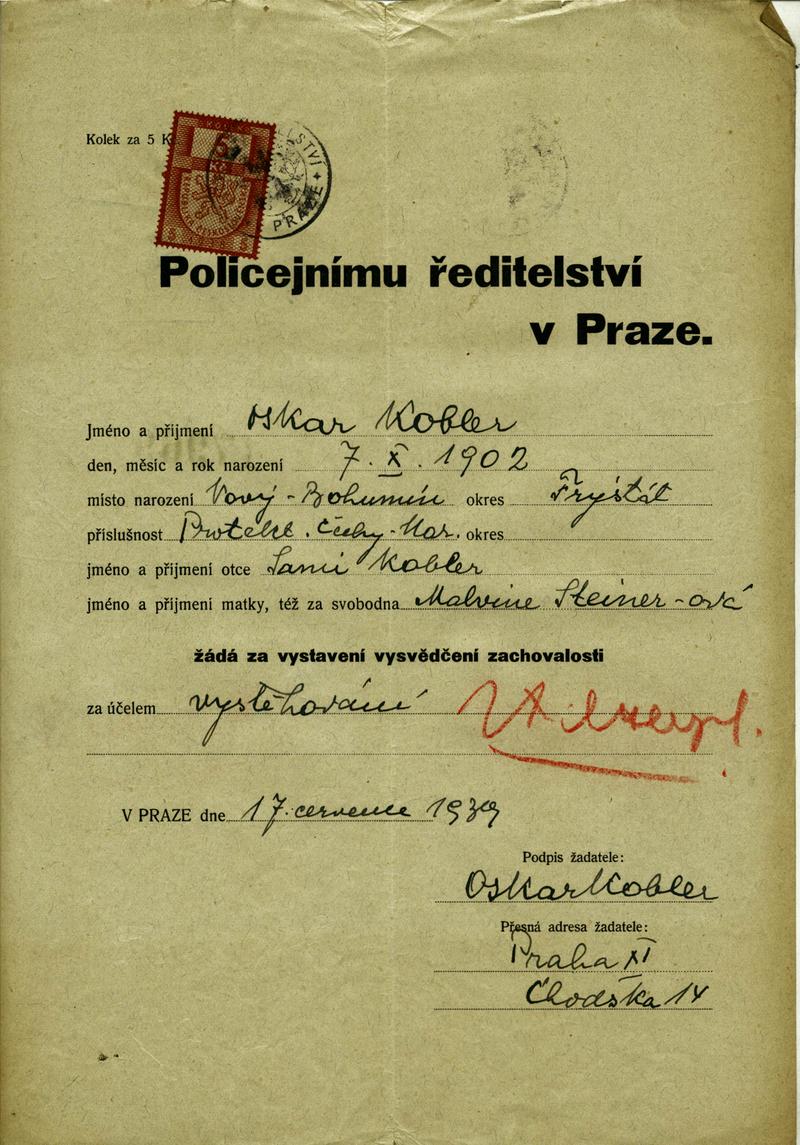 Kolek za 5 K
KOLEK
5
PRAZE
Policejnímu ředitelství
v Praze.
Jméno a příjmení Oskar Kobler
den, měsíc a rok narození 7. X. 1902
místo narození Nový-Bohumín okres Fryštát
příslušnost Protekt. Čechy-Mor. okres
jméno a příjmení otce Kobler
jméno a příjmení matky, též za svobodna Malvine Steiner-ová
žádá za vystavení vysvědčení zachovalosti
za účelem vystěhování
V PRAZE dne 17. července 1939
Podpis žadatele:
Oskar Kobler
Přesná adresa žadatele:
Praha XI
Chodská 14